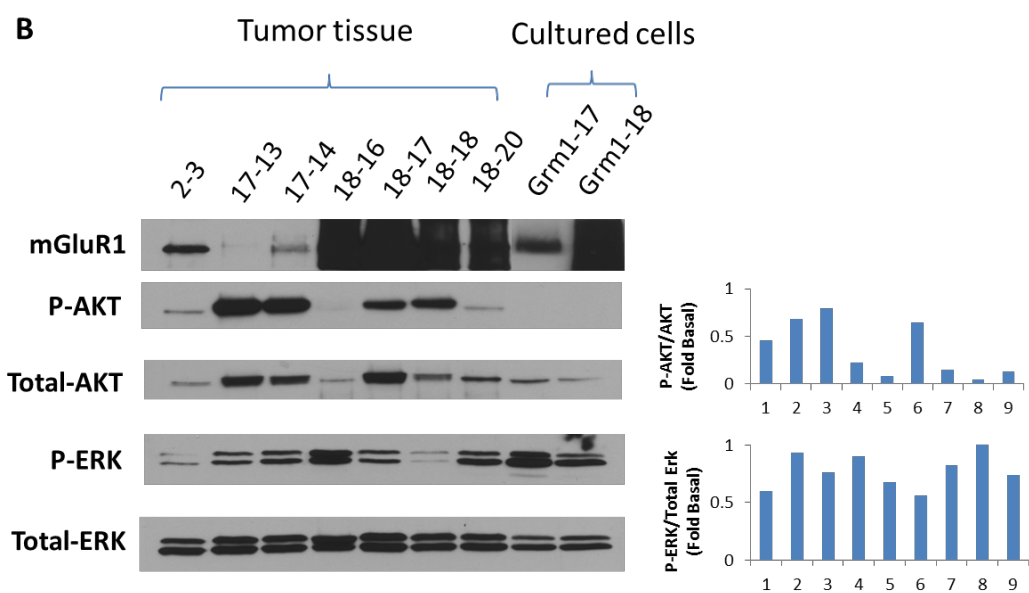 B
Tumor tissue
Cultured cells
2-3
17-13
17-14
18-16
18-17
18-18
18-20
Grm1-17
Grm1-18
mGluR1
P-AKT
Total-AKT
P-ERK
Total-ERK
P-AKT/AKT
(Fold Basal)
1
0.5
0
1 2 3 4 5 6 7 8 9
P-ERK/Total Erk
(Fold Basal)
1
0.5
0
1 2 3 4 5 6 7 8 9